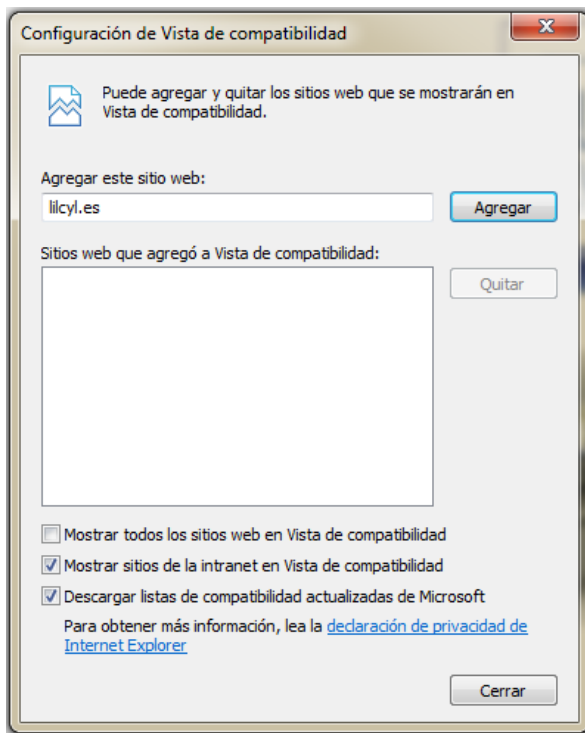 Configuración de Vista de compatibilidad
Puede agregar y quitar los sitios web que se mostrarán en
Vista de compatibilidad.
Agregar este sitio web:
lilcyl.es
Agregar
Sitios web que agregó a Vista de compatibilidad:
Quitar
Mostrar todos los sitios web en Vista de compatibilidad
Mostrar sitios de la intranet en Vista de compatibilidad
Descargar listas de compatibilidad actualizadas de Microsoft
Para obtener más información, lea la declaración de privacidad de
Internet Explorer
Cerrar